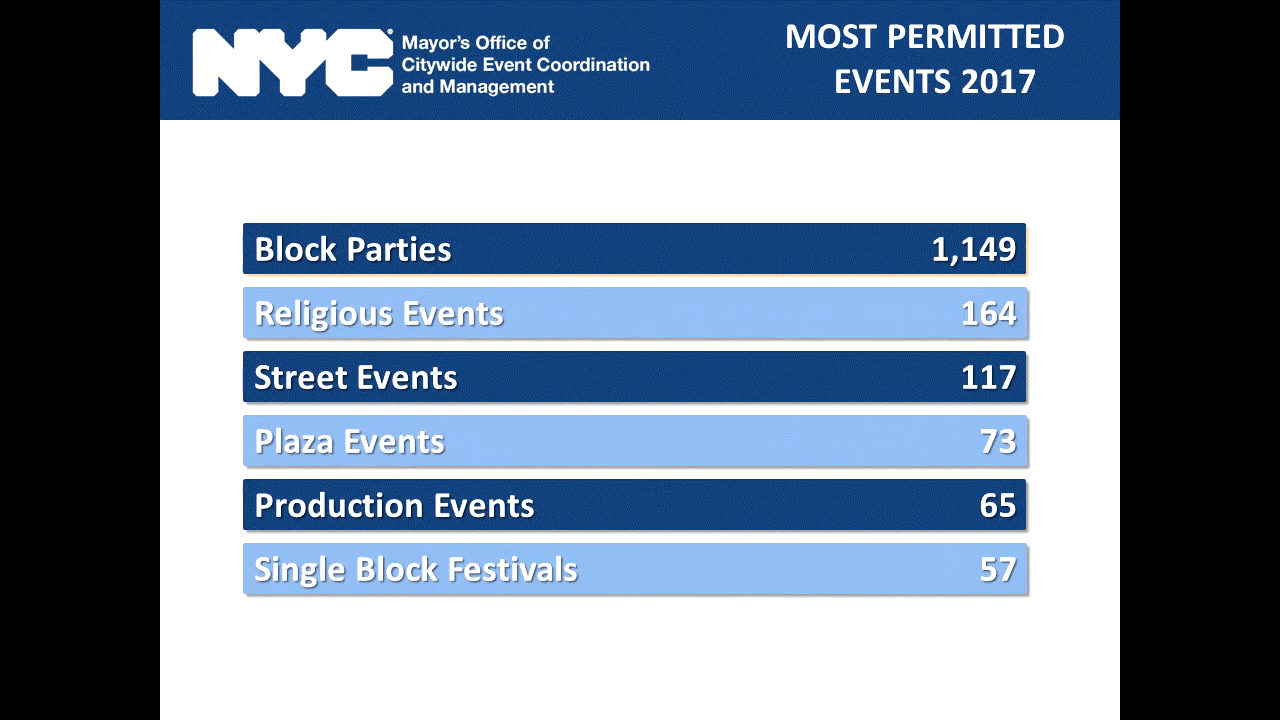 NYC
Mayor's Office of
Citywide Event Coordination
and Management
MOST PERMITTED
EVENTS 2017
Block Parties 1,149
Religious Events 164
Street Events 117
Plaza Events 73
Production Events 65
Single Block Festivals 57